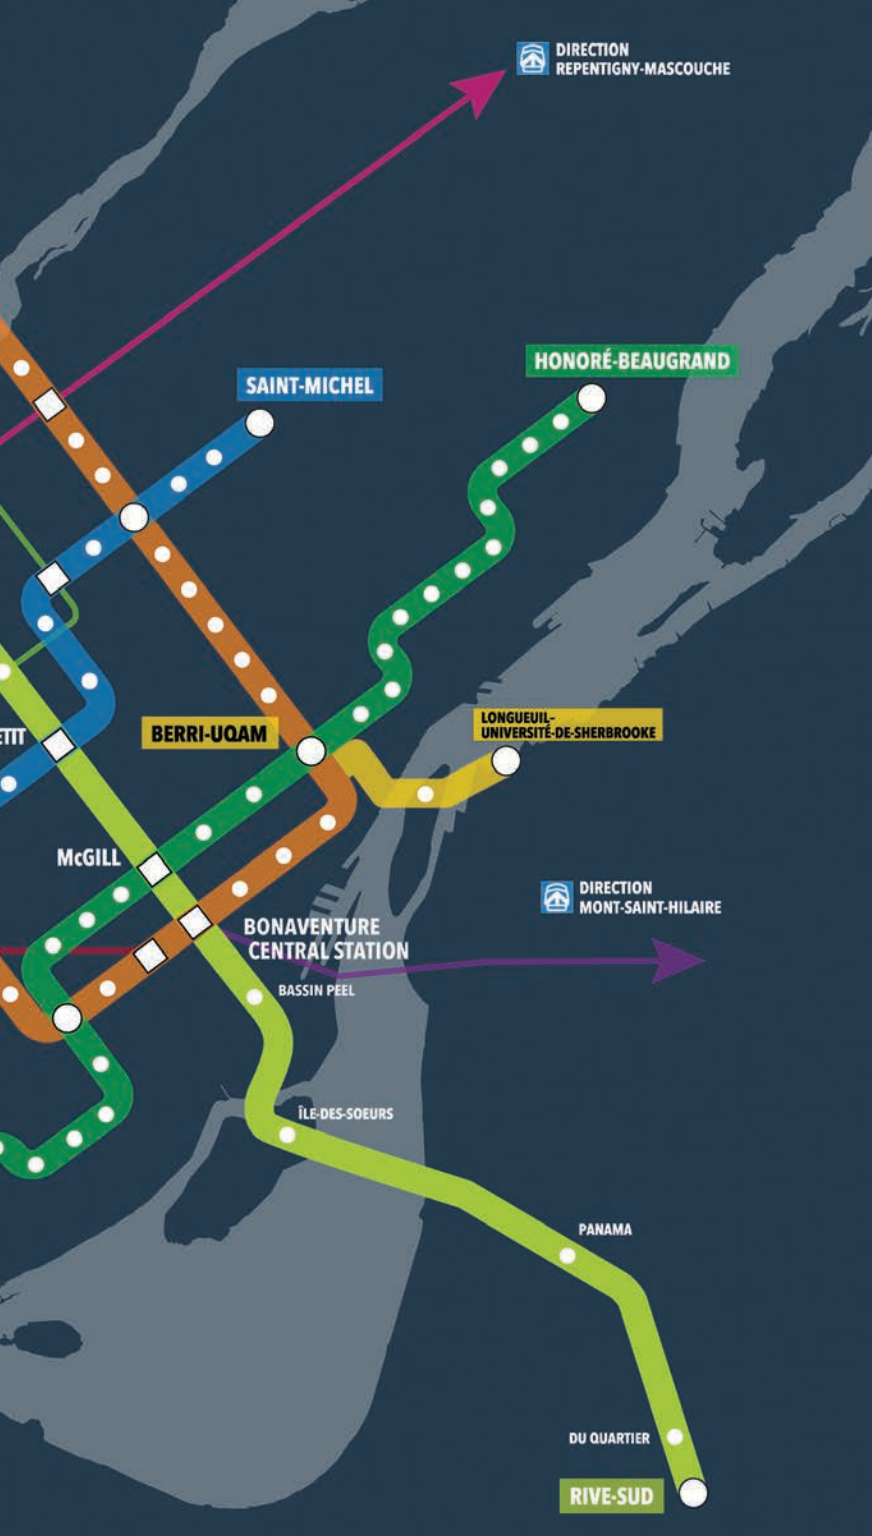 DIRECTION
REPENTIGNY-MASCOUCHE
HONORÉ-BEAUGRAND
SAINT-MICHEL
LONGUEUIL-
UNIVERSITÉ-DE-SHERBROOKE
BERRI-UQAM
ETIT
McGILL
DIRECTION
MONT-SAINT-HILAIRE
BONAVENTURE
CENTRAL STATION
BASSIN PEEL
ÎLE-DES-SOEURS
PANAMA
DU QUARTIER
RIVE-SUD